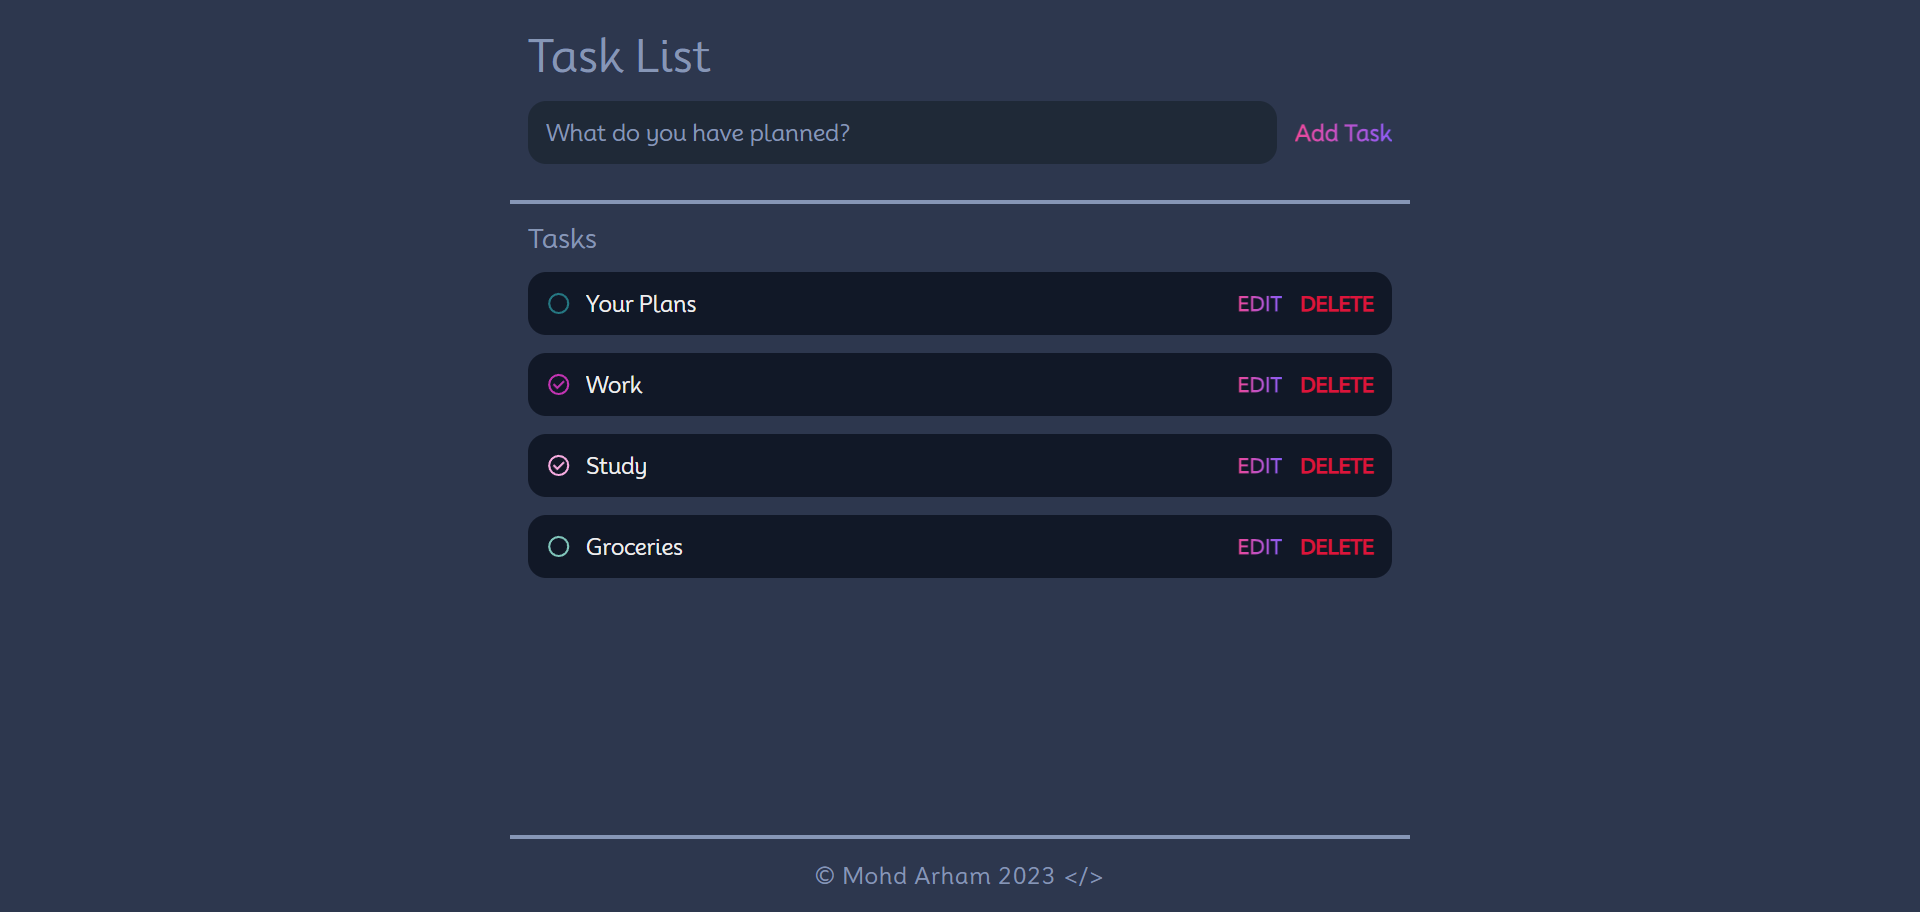 Task List
What do you have planned? Add Task
Tasks
Your Plans EDIT DELETE
Work EDIT DELETE
Study EDIT DELETE
Groceries EDIT DELETE
© Mohd Arham 2023 </>